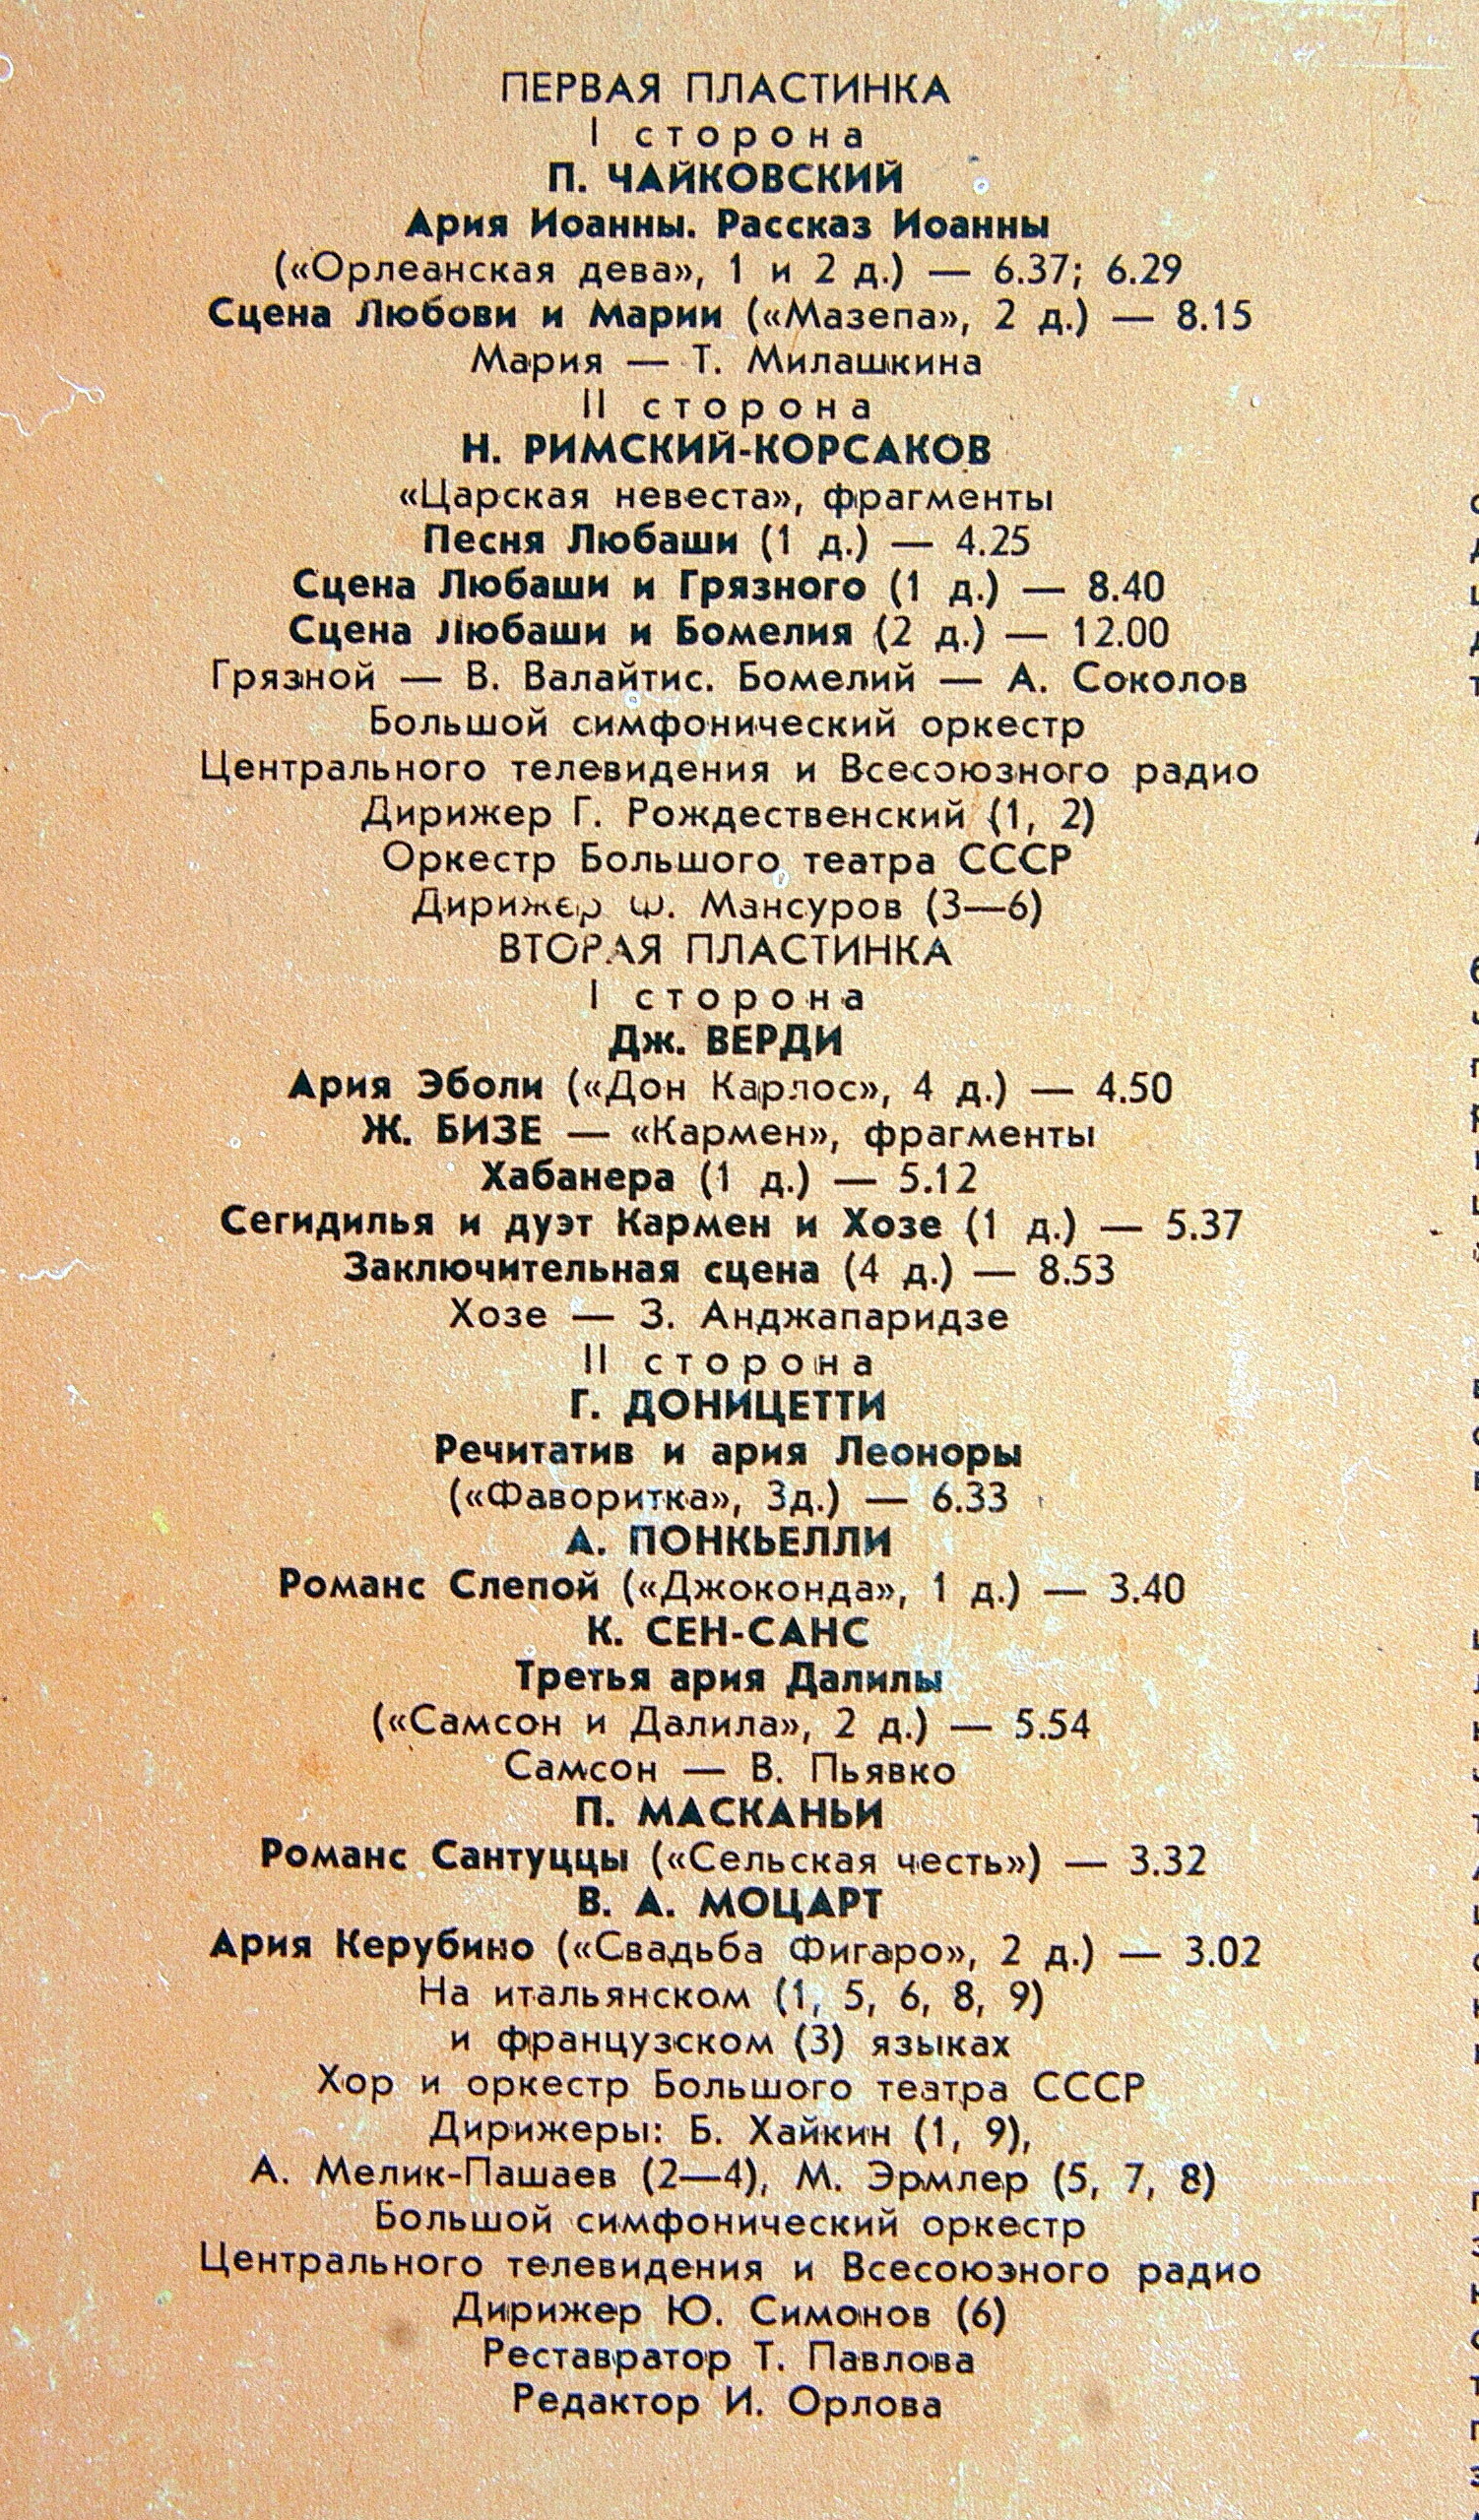 ПЕРВАЯ ПЛАСТИНКА
I сторона
П. ЧАЙКОВСКИЙ
Ария Иоанны. Рассказ Иоанны
(«Орлеанская дева», 1 и 2 д.) — 6.37; 6.29
Сцена Любови и Марии («Мазепа», 2 д.) — 8.15
Мария — Т. Милашкина
II сторона
Н. РИМСКИЙ-КОРСАКОВ
«Царская невеста», фрагменты
Песня Любаши (1 д.) — 4.25
Сцена Любаши и Грязного (1 д.) — 8.40
Сцена Любаши и Бомелия (2 д.) — 12.00
Грязной — В. Валайтис. Бомелий — А. Соколов
Большой симфонический оркестр
Центрального телевидения и Всесоюзного радио
Дирижер Г. Рождественский (1, 2)
Оркестр Большого театра СССР
Дирижер Ф. Мансуров (3—6)
ВТОРАЯ ПЛАСТИНКА
I сторона
Дж. ВЕРДИ
Ария Эболи («Дон Карлос», 4 д.) — 4.50
Ж. БИЗЕ — «Кармен», фрагменты
Хабанера (1 д.) — 5.12
Сегидилья и дуэт Кармен и Хозе (1 д.) — 5.37
Заключительная сцена (4 д.) — 8.53
Хозе — З. Анджапаридзе
II сторона
Г. ДОНИЦЕТТИ
Речитатив и ария Леоноры
(«Фаворитка», 3д.) — 6.33
А. ПОНКЬЕЛЛИ
Романс Слепой («Джоконда», 1 д.) — 3.40
К. СЕН-САНС
Третья ария Далилы
(«Самсон и Далила», 2 д.) — 5.54
Самсон — В. Пьявко
П. МАСКАНЬИ
Романс Сантуццы («Сельская честь») — 3.32
В. А. МОЦАРТ
Ария Керубино («Свадьба Фигаро», 2 д.) — 3.02
На итальянском (1, 5, 6, 8, 9)
и французском (3) языках
Хор и оркестр Большого театра СССР
Дирижеры: Б. Хайкин (1, 9),
А. Мелик-Пашаев (2—4), М. Эрмлер (5, 7, 8)
Большой симфонический оркестр
Центрального телевидения и Всесоюзного радио
Дирижер Ю. Симонов (6)
Реставратор Т. Павлова
Редактор И. Орлова